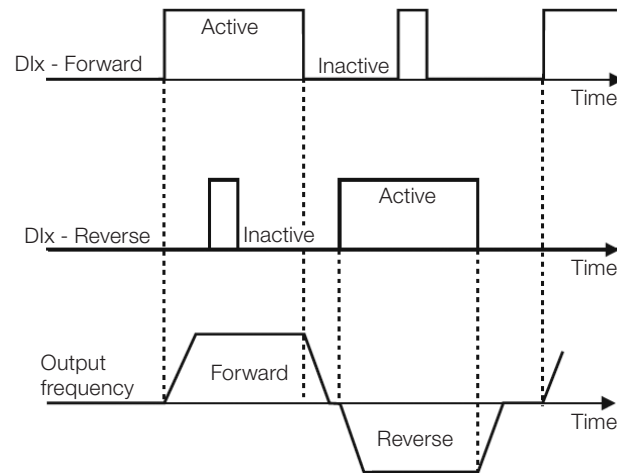 Active
DIx - Forward
Inactive
Time
Active
DIx - Reverse
Inactive
Time
Output
frequency
Forward
Time
Reverse